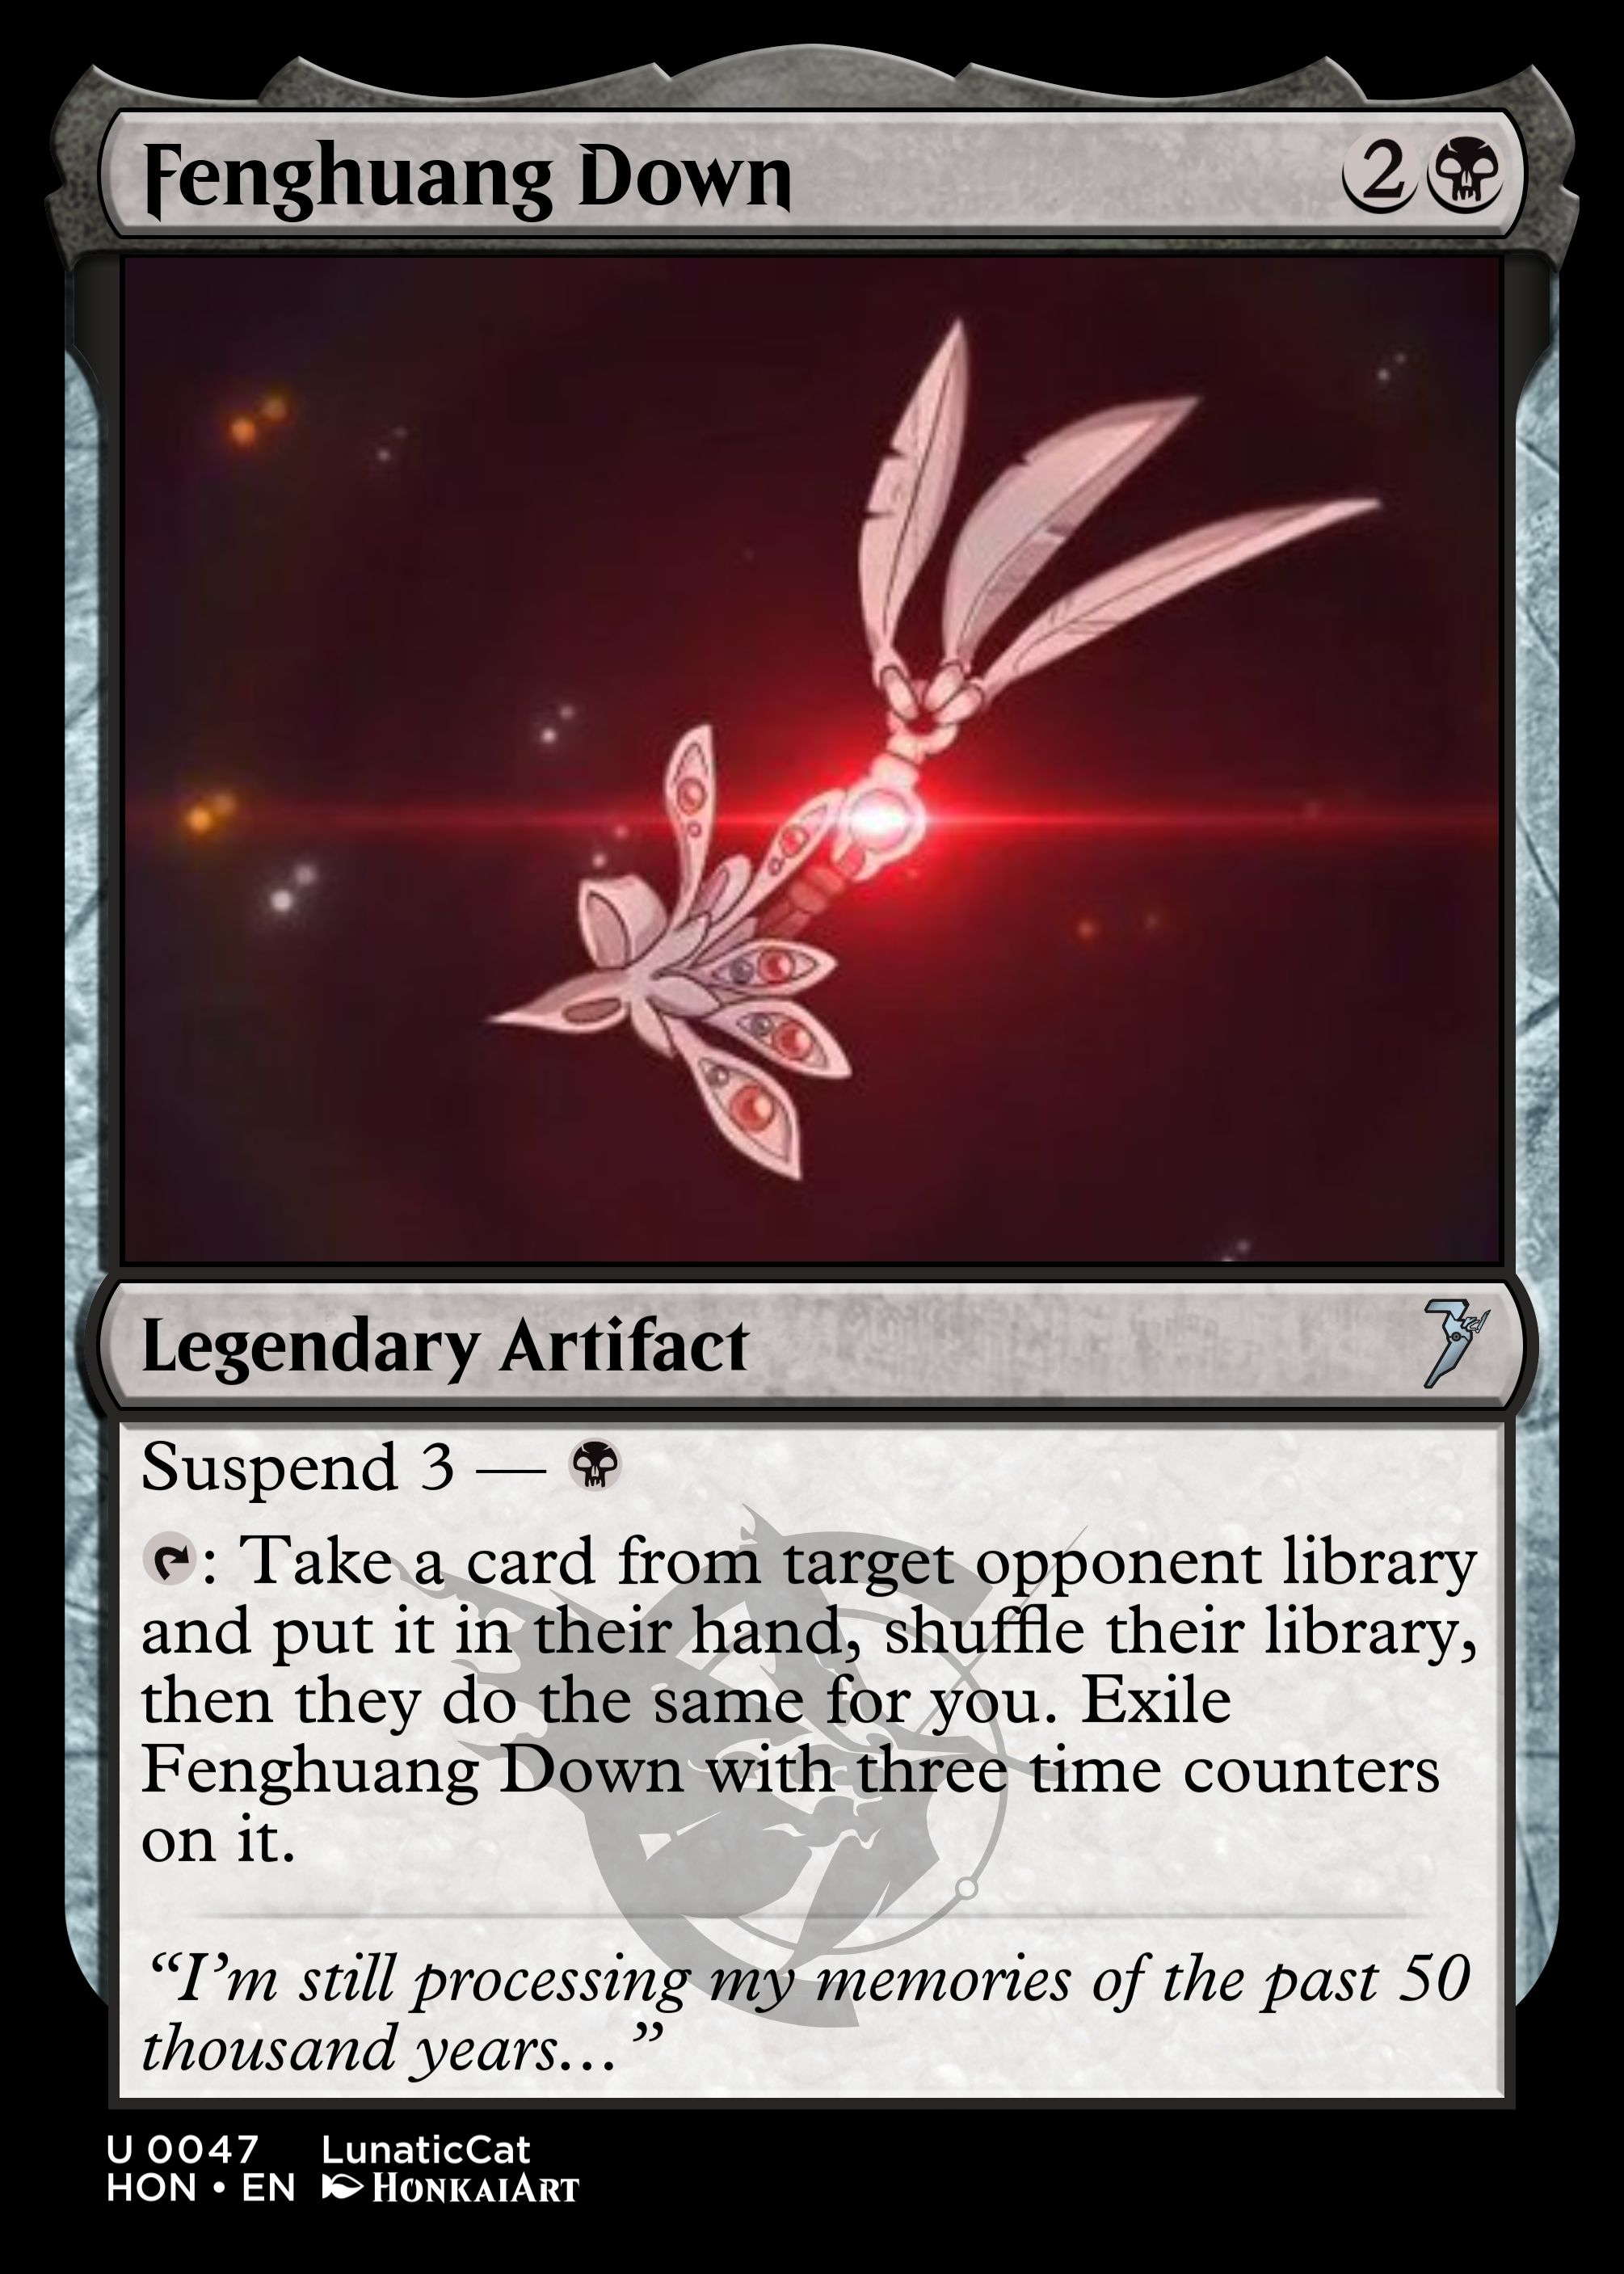 Fenghuang Down 2
Legendary Artifact
Suspend 3 —
: Take a card from target opponent library
and put it in their hand, shuffle their library,
then they do the same for you. Exile
Fenghuang Down with three time counters
on it.
“I’m still processing my memories of the past 50
thousand years…”
U 0047 LunaticCat
HON • EN HonkaiArt